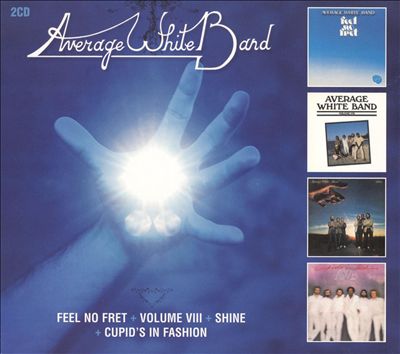 2CD
Average White Band
FEEL NO FRET + VOLUME VIII + SHINE
+ CUPID'S IN FASHION
AVERAGE WHITE BAND
feel
no
fret
AVERAGE
WHITE BAND